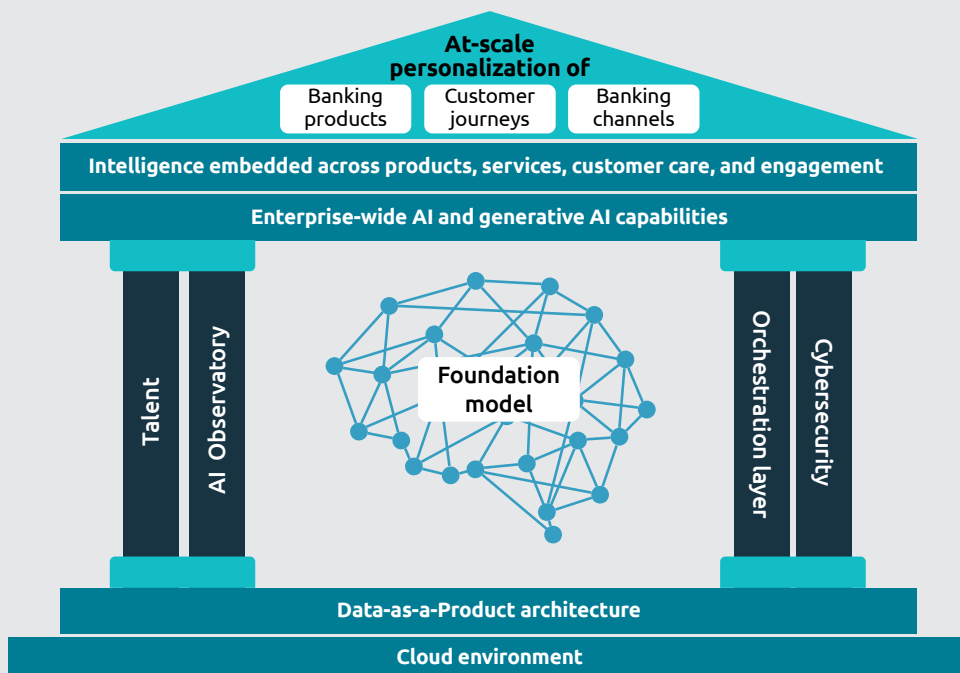 At-scale
personalization of
Banking
products
Customer
journeys
Banking
channels
Intelligence embedded across products, services, customer care, and engagement
Enterprise-wide AI and generative AI capabilities
Talent
AI Observatory
Foundation
model
Orchestration layer
Cybersecurity
Data-as-a-Product architecture
Cloud environment